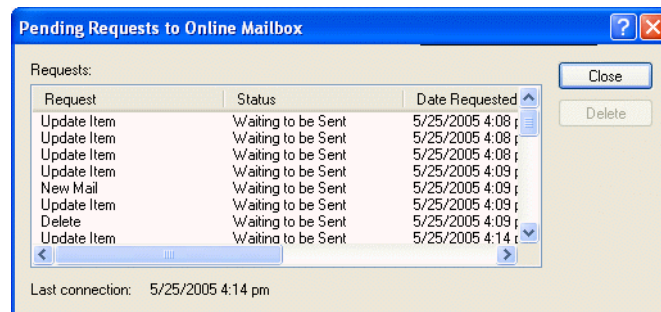 Pending Requests to Online Mailbox
Requests:
Close
Request Status Date Requested
Delete
Update Item Waiting to be Sent 5/25/2005 4:08 p
Update Item Waiting to be Sent 5/25/2005 4:08 p
Update Item Waiting to be Sent 5/25/2005 4:08 p
Update Item Waiting to be Sent 5/25/2005 4:09 p
New Mail Waiting to be Sent 5/25/2005 4:09 p
Update Item Waiting to be Sent 5/25/2005 4:09 p
Delete Waiting to be Sent 5/25/2005 4:09 p
Update Item Waiting to be Sent 5/25/2005 4:14 p
Last connection: 5/25/2005 4:14 pm